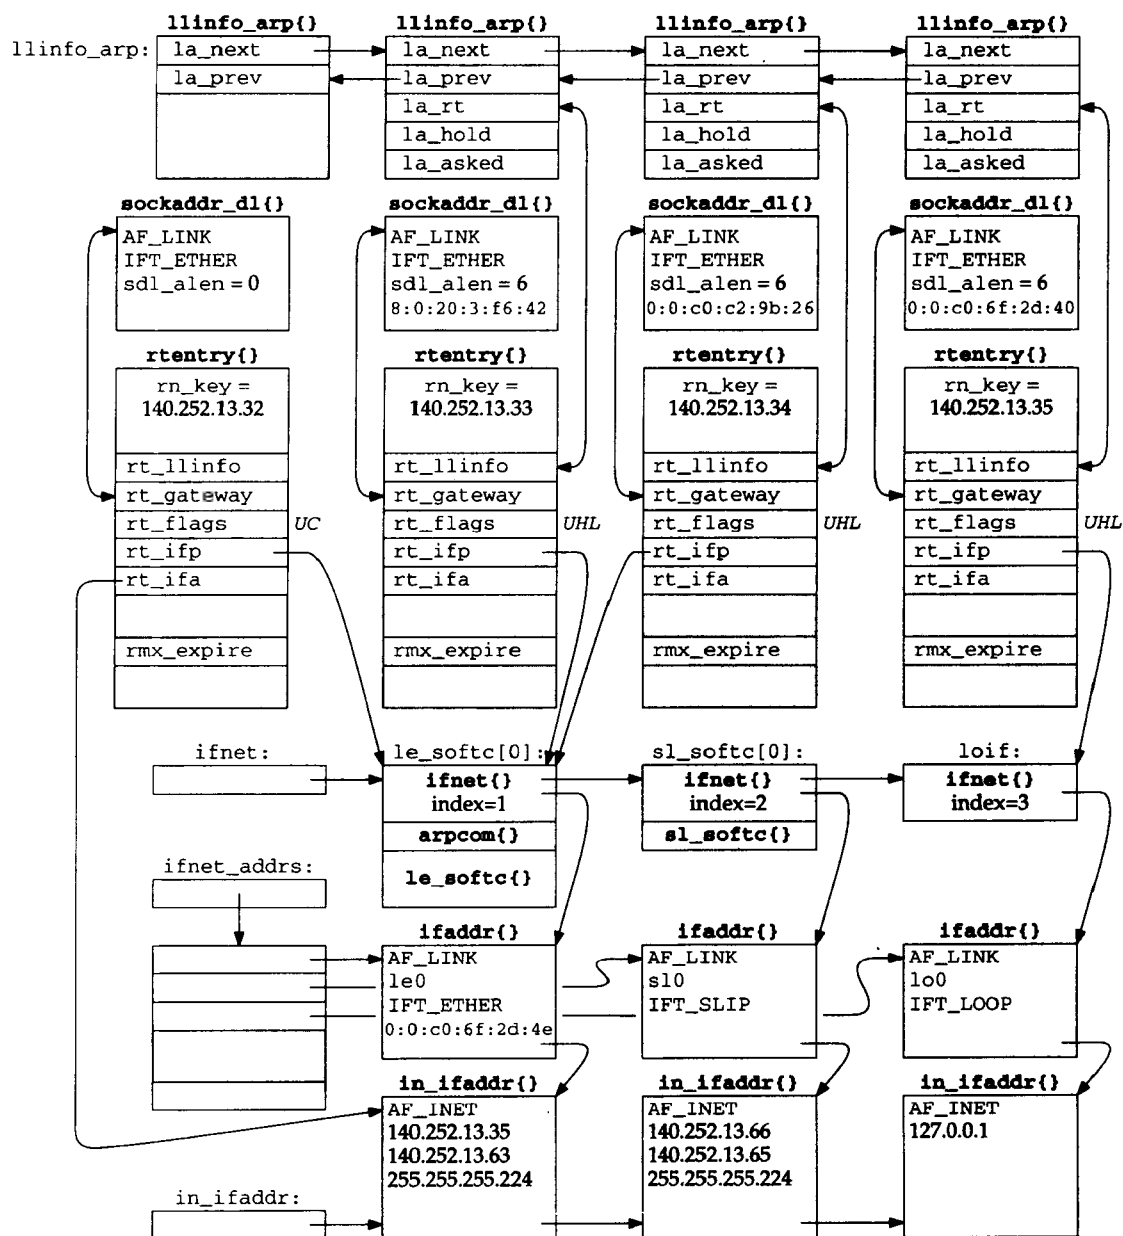 llinfo_arp{} llinfo_arp{} llinfo_arp{} llinfo_arp{}
llinfo_arp: la_next la_next la_next la_next
la_prev la_prev la_prev la_prev
la_rt la_rt la_rt
la_hold la_hold la_hold
la_asked la_asked la_asked
sockaddr_dl{} sockaddr_dl{} sockaddr_dl{} sockaddr_dl{}
AF_LINK AF_LINK AF_LINK AF_LINK
IFT_ETHER IFT_ETHER IFT_ETHER IFT_ETHER
sdl_alen = 0 sdl_alen = 6 sdl_alen = 6 sdl_alen = 6
8:0:20:3:f6:42 0:0:c0:c2:9b:26 0:0:c0:6f:2d:40
rtentry{} rtentry{} rtentry{} rtentry{}
rn_key = rn_key = rn_key = rn_key =
140.252.13.32 140.252.13.33 140.252.13.34 140.252.13.35
rt_llinfo rt_llinfo rt_llinfo rt_llinfo
rt_gateway rt_gateway rt_gateway rt_gateway
rt_flags UC rt_flags UHL rt_flags UHL rt_flags UHL
rt_ifp rt_ifp rt_ifp rt_ifp
rt_ifa rt_ifa rt_ifa rt_ifa
rmx_expire rmx_expire rmx_expire rmx_expire
ifnet: le_softc[0]: sl_softc[0]: loif:
ifnet{} ifnet{} ifnet{}
index=1 index=2 index=3
arpcom{} sl_softc{}
le_softc{}
ifnet_addrs:
ifaddr{} ifaddr{} ifaddr{}
AF_LINK AF_LINK AF_LINK
le0 sl0 lo0
IFT_ETHER IFT_SLIP IFT_LOOP
0:0:c0:6f:2d:4e
in_ifaddr{} in_ifaddr{} in_ifaddr{}
AF_INET AF_INET AF_INET
140.252.13.35 140.252.13.66 127.0.0.1
140.252.13.63 140.252.13.65
255.255.255.224 255.255.255.224
in_ifaddr: